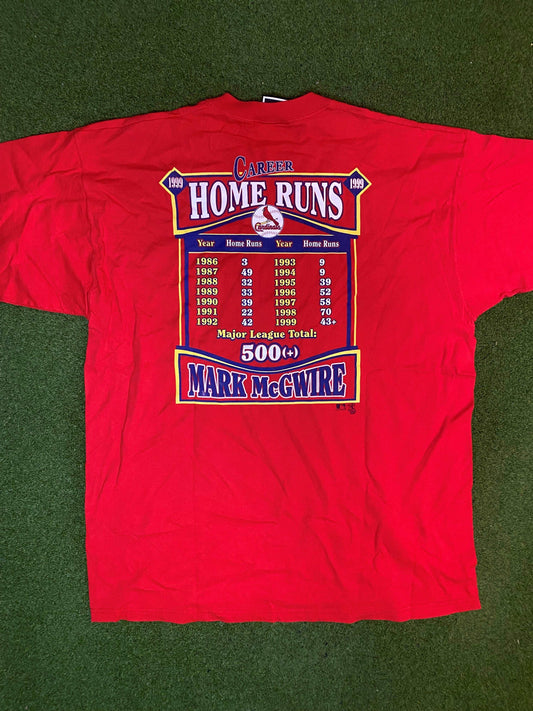 CAREER
1999 HOME RUNS 1999
Cardinals
Year Home Runs Year Home Runs
1986 3 1993 9
1987 49 1994 9
1988 32 1995 39
1989 33 1996 52
1990 39 1997 58
1991 22 1998 70
1992 42 1999 43+
Major League Total:
500(+)
MARK McGWIRE